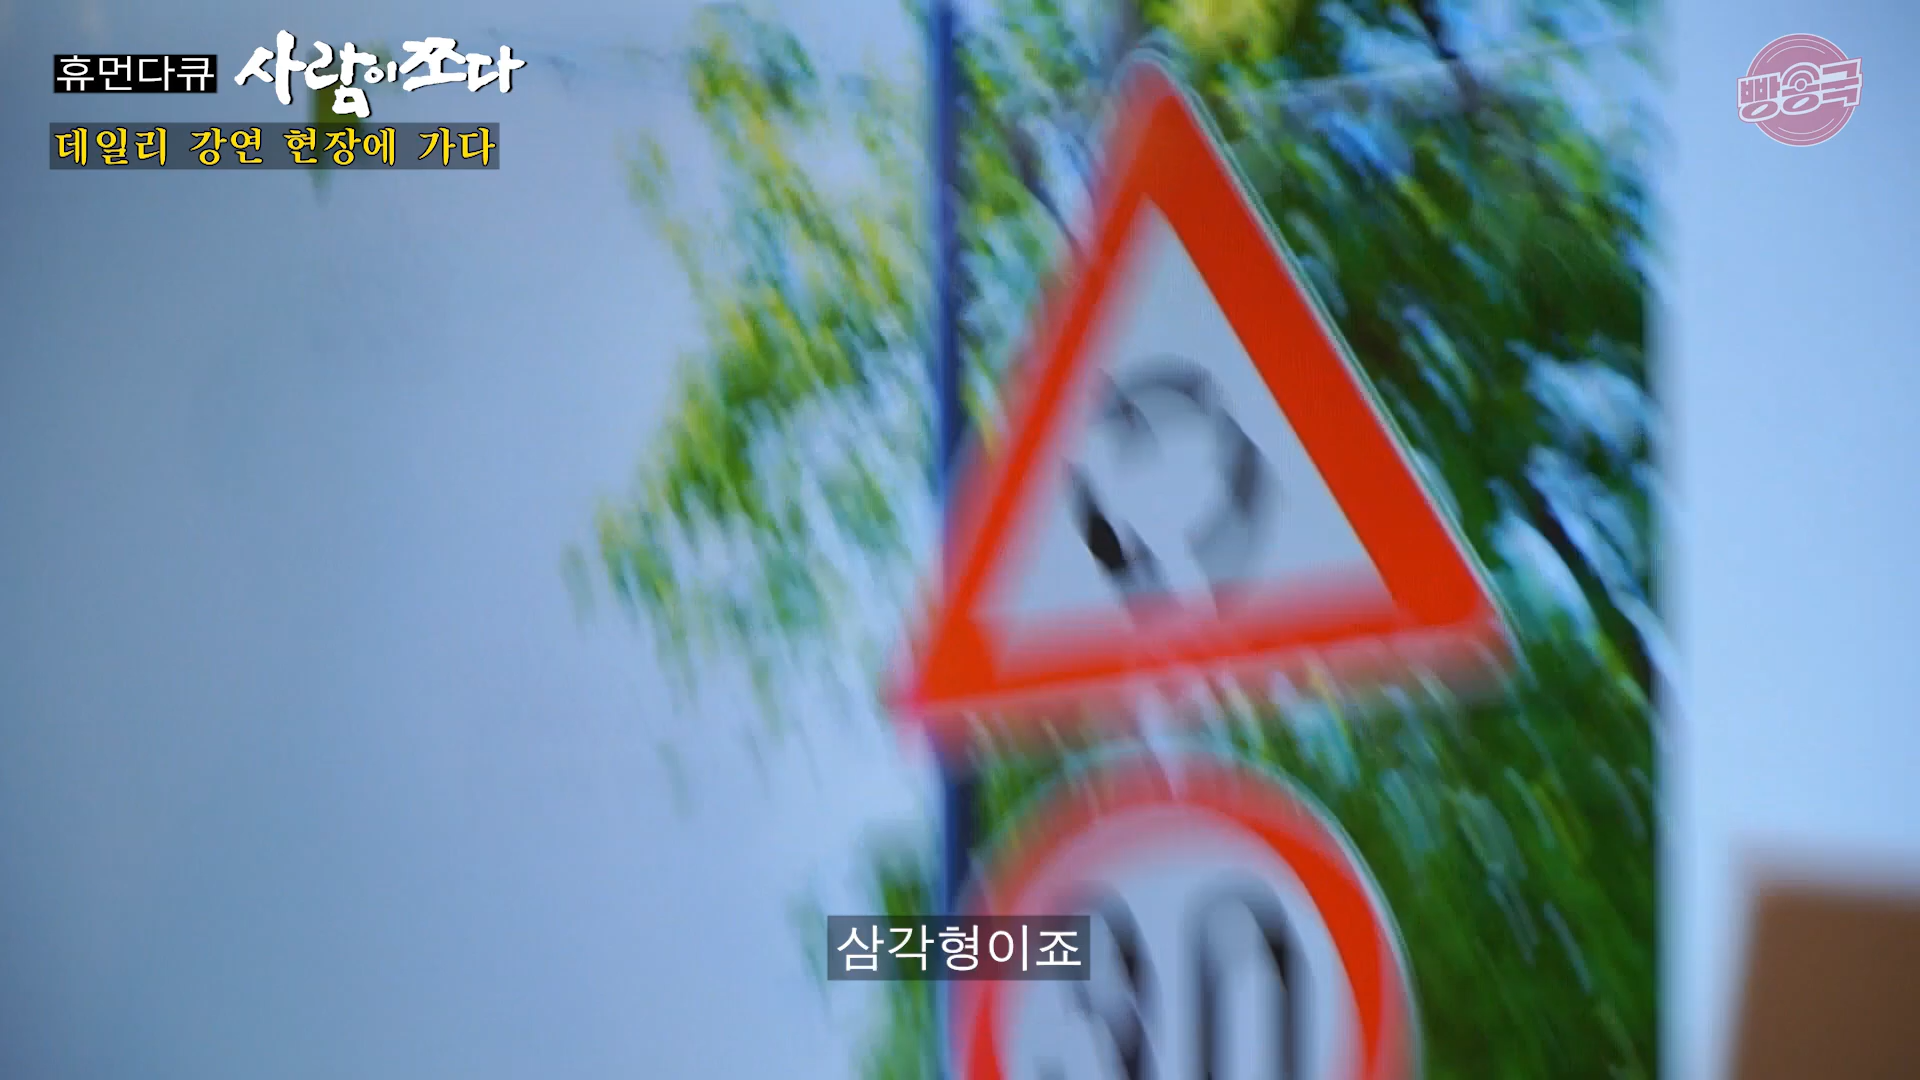 휴먼다큐 사람이 쪼다
빵송국
데일리 강연 현장에 가다
삼각형이죠